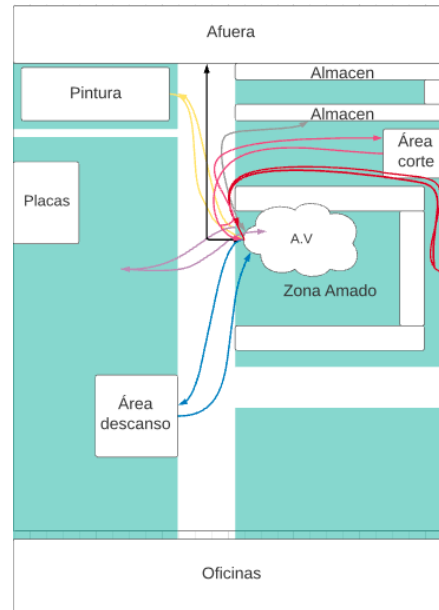 Afuera
Almacen
Pintura
Almacen
Área
corte
Placas
A.V
Zona Amado
Área
descanso
Oficinas